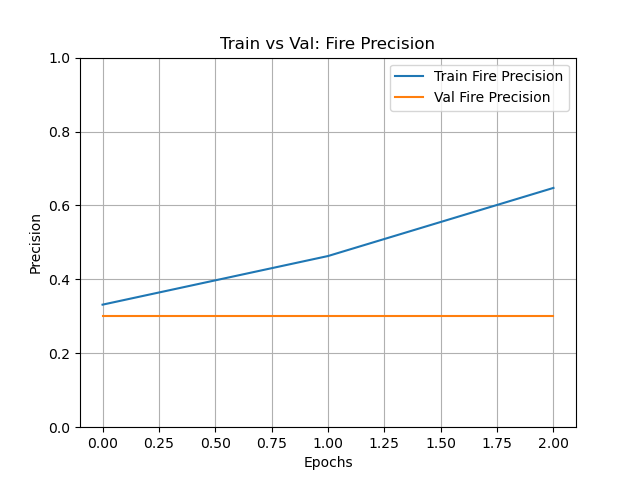 Train vs Val: Fire Precision
Train Fire Precision
Val Fire Precision
Precision
1.0
0.8
0.6
0.4
0.2
0.0
0.00 0.25 0.50 0.75 1.00 1.25 1.50 1.75 2.00
Epochs